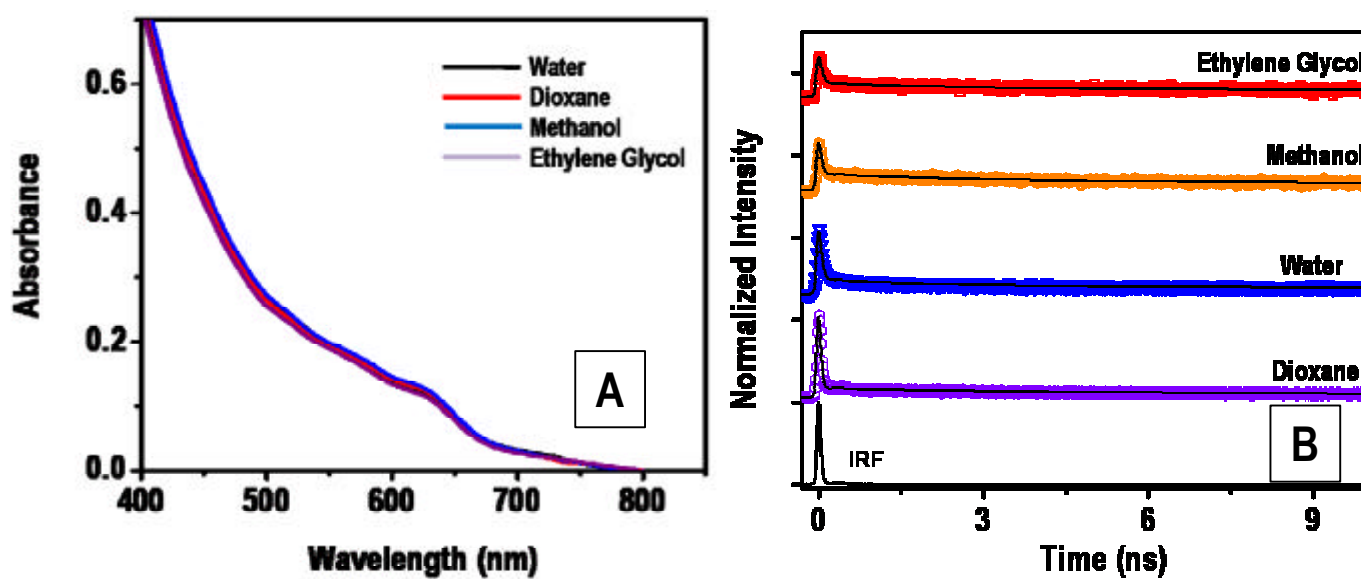 0.6
0.4
0.2
0.0
Absorbance
400 500 600 700 800
Wavelength (nm)
Water
Dioxane
Methanol
Ethylene Glycol
A
Normalized Intensity
Ethylene Glycol
Methanol
Water
Dioxane
IRF
B
0 3 6 9
Time (ns)